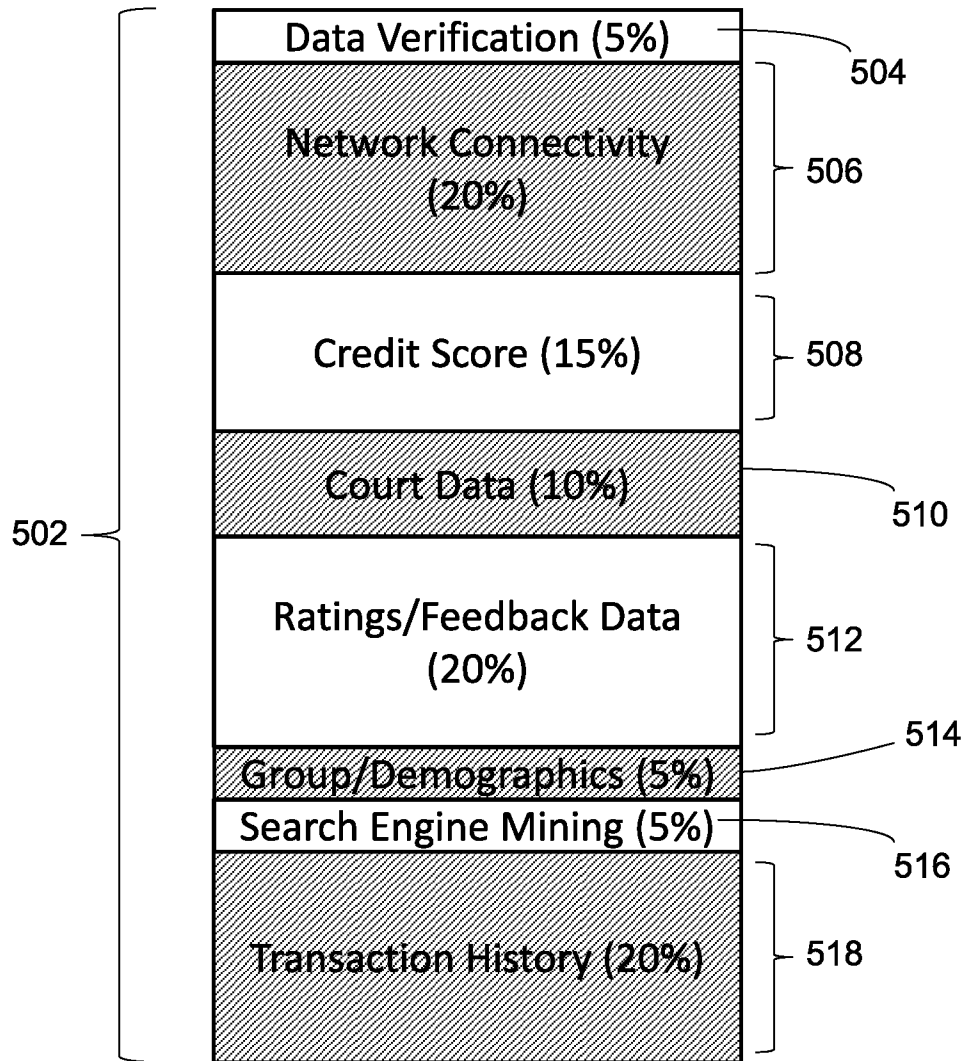 Data Verification (5%)
504
Network Connectivity
(20%)
506
Credit Score (15%)
508
Court Data (10%)
510
502
Ratings/Feedback Data
(20%)
512
514
Group/Demographics (5%)
Search Engine Mining (5%)
516
Transaction History (20%)
518